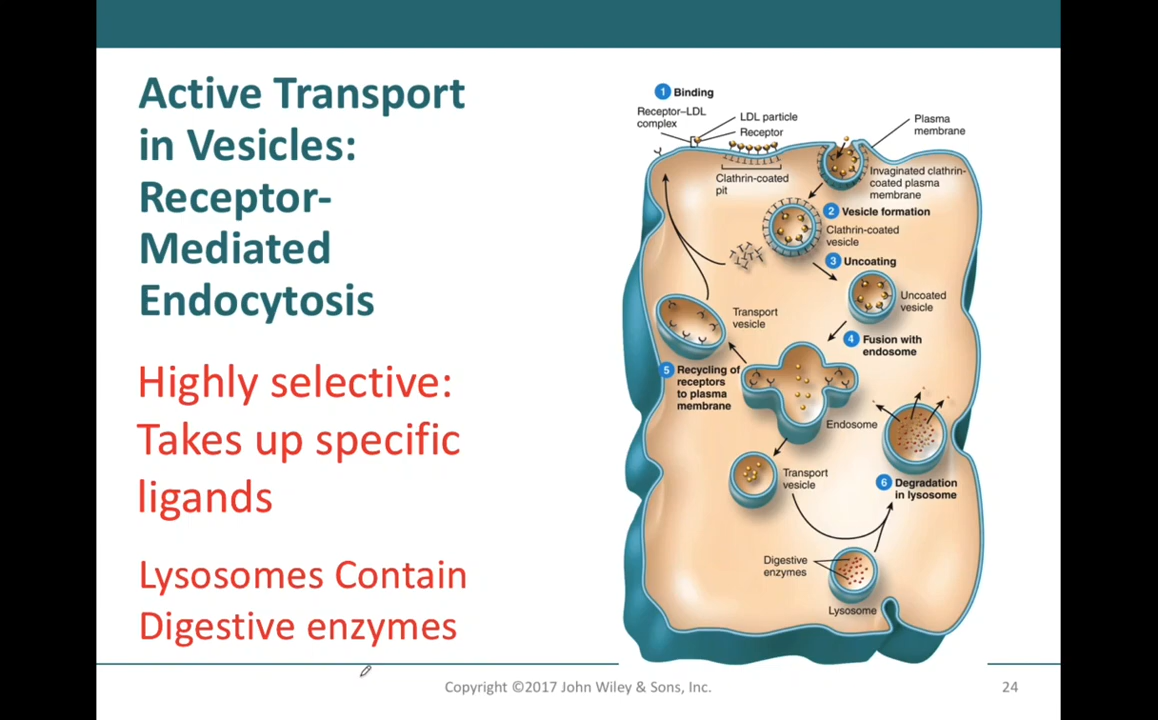 Active Transport
in Vesicles:
Receptor-
Mediated
Endocytosis
Highly selective:
Takes up specific
ligands
Lysosomes Contain
Digestive enzymes
1 Binding
Receptor–LDL
complex
LDL particle
Receptor
Plasma
membrane
Clathrin-coated
pit
Invaginated clathrin-
coated plasma
membrane
2 Vesicle formation
Clathrin-coated
vesicle
3 Uncoating
Uncoated
vesicle
Transport
vesicle
4 Fusion with
endosome
5 Recycling of
receptors
to plasma
membrane
Endosome
Transport
vesicle
6 Degradation
in lysosome
Digestive
enzymes
Lysosome
Copyright ©2017 John Wiley & Sons, Inc.
24